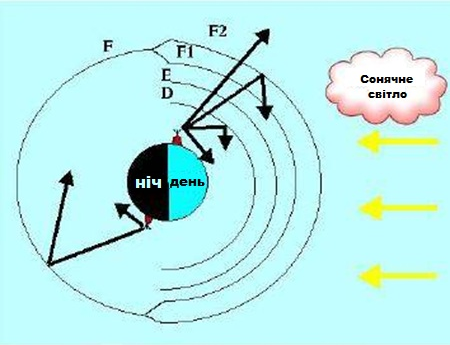 F
F2
F1
E
D
Сонячне
світло
ніч
день